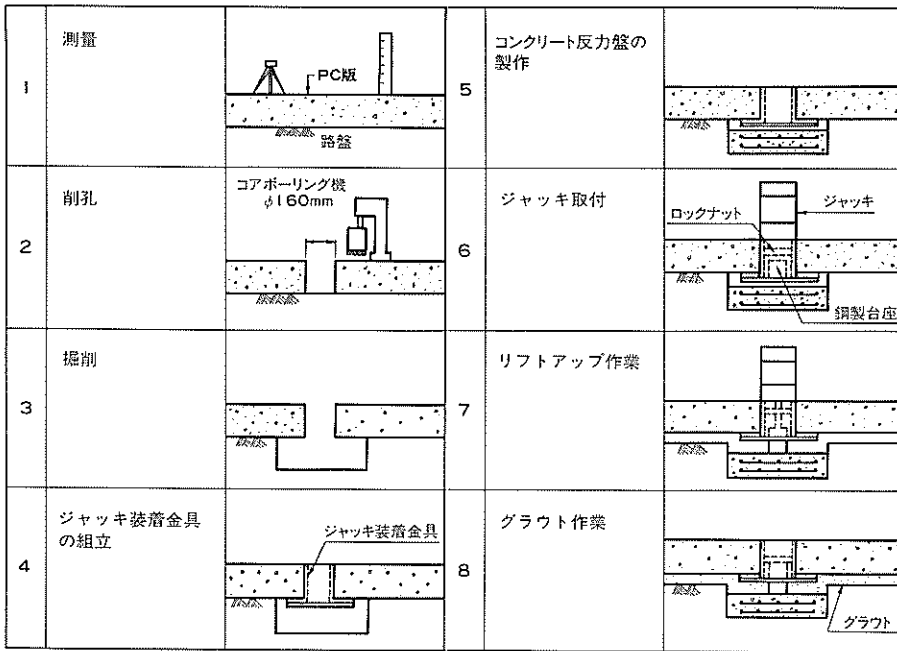 1
測量
PC版
路盤
2
削孔
コアボーリング機
φ160mm
3
掘削
4
ジャッキ装着金具
の組立
ジャッキ装着金具
5
コンクリート反力盤の
製作
6
ジャッキ取付
ロックナット
ジャッキ
鋼製台座
7
リフトアップ作業
8
グラウト作業
グラウト